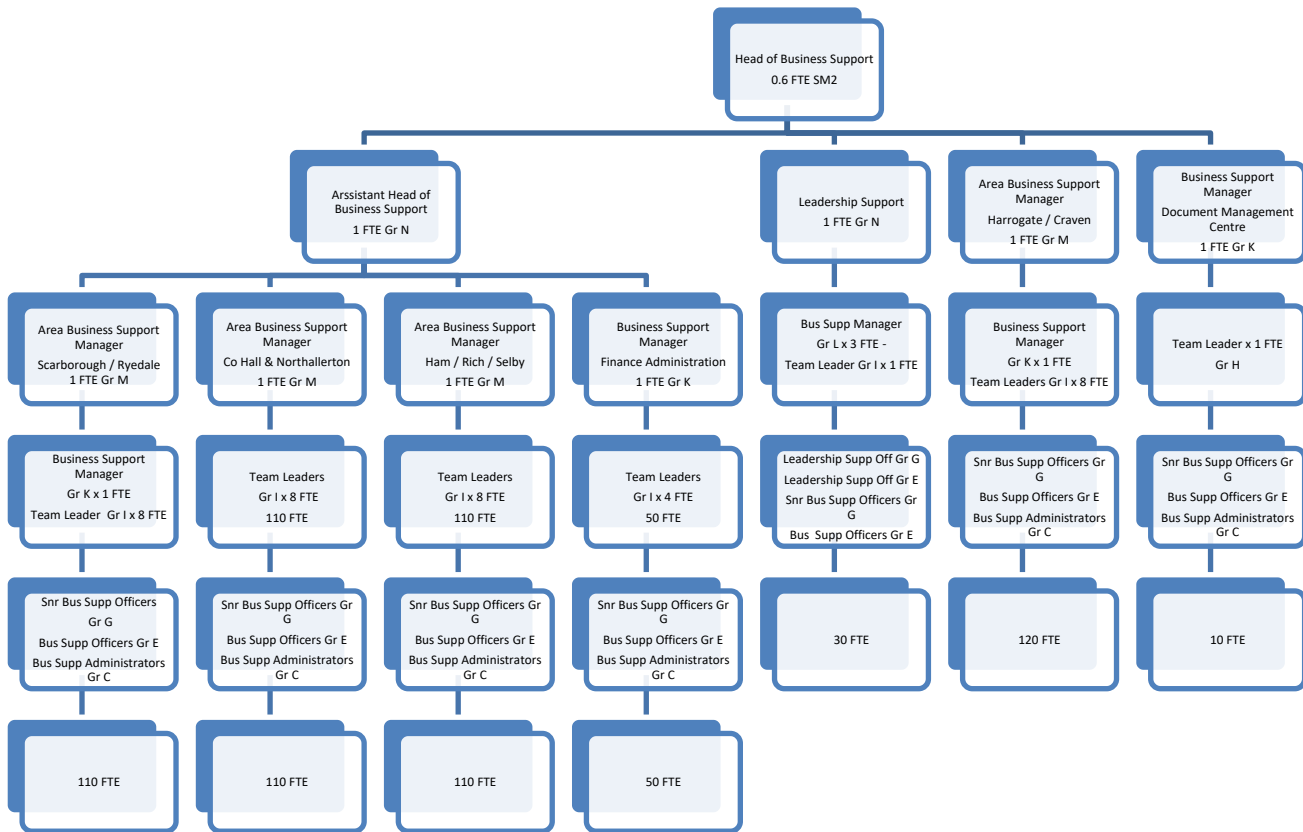 Head of Business Support
0.6 FTE SM2
Arssistant Head of
Business Support
1 FTE Gr N
Leadership Support
1 FTE Gr N
Area Business Support
Manager
Harrogate / Craven
1 FTE Gr M
Business Support
Manager
Document Management
Centre
1 FTE Gr K
Area Business Support
Manager
Scarborough / Ryedale
1 FTE Gr M
Area Business Support
Manager
Co Hall & Northallerton
1 FTE Gr M
Area Business Support
Manager
Ham / Rich / Selby
1 FTE Gr M
Business Support
Manager
Finance Administration
1 FTE Gr K
Bus Supp Manager
Gr L x 3 FTE -
Team Leader Gr I x 1 FTE
Business Support
Manager
Gr K x 1 FTE
Team Leaders Gr I x 8 FTE
Team Leader x 1 FTE
Gr H
Business Support
Manager
Gr K x 1 FTE
Team Leader Gr I x 8 FTE
Team Leaders
Gr I x 8 FTE
110 FTE
Team Leaders
Gr I x 8 FTE
110 FTE
Team Leaders
Gr I x 4 FTE
50 FTE
Leadership Supp Off Gr G
Leadership Supp Off Gr E
Snr Bus Supp Officers Gr
G
Bus Supp Officers Gr E
Snr Bus Supp Officers Gr
G
Bus Supp Officers Gr E
Bus Supp Administrators
Gr C
Snr Bus Supp Officers Gr
G
Bus Supp Officers Gr E
Bus Supp Administrators
Gr C
Snr Bus Supp Officers
Gr G
Bus Supp Officers Gr E
Bus Supp Administrators
Gr C
Snr Bus Supp Officers Gr
G
Bus Supp Officers Gr E
Bus Supp Administrators
Gr C
Snr Bus Supp Officers Gr
G
Bus Supp Officers Gr E
Bus Supp Administrators
Gr C
Snr Bus Supp Officers Gr
G
Bus Supp Officers Gr E
Bus Supp Administrators
Gr C
30 FTE
120 FTE
10 FTE
110 FTE
110 FTE
110 FTE
50 FTE